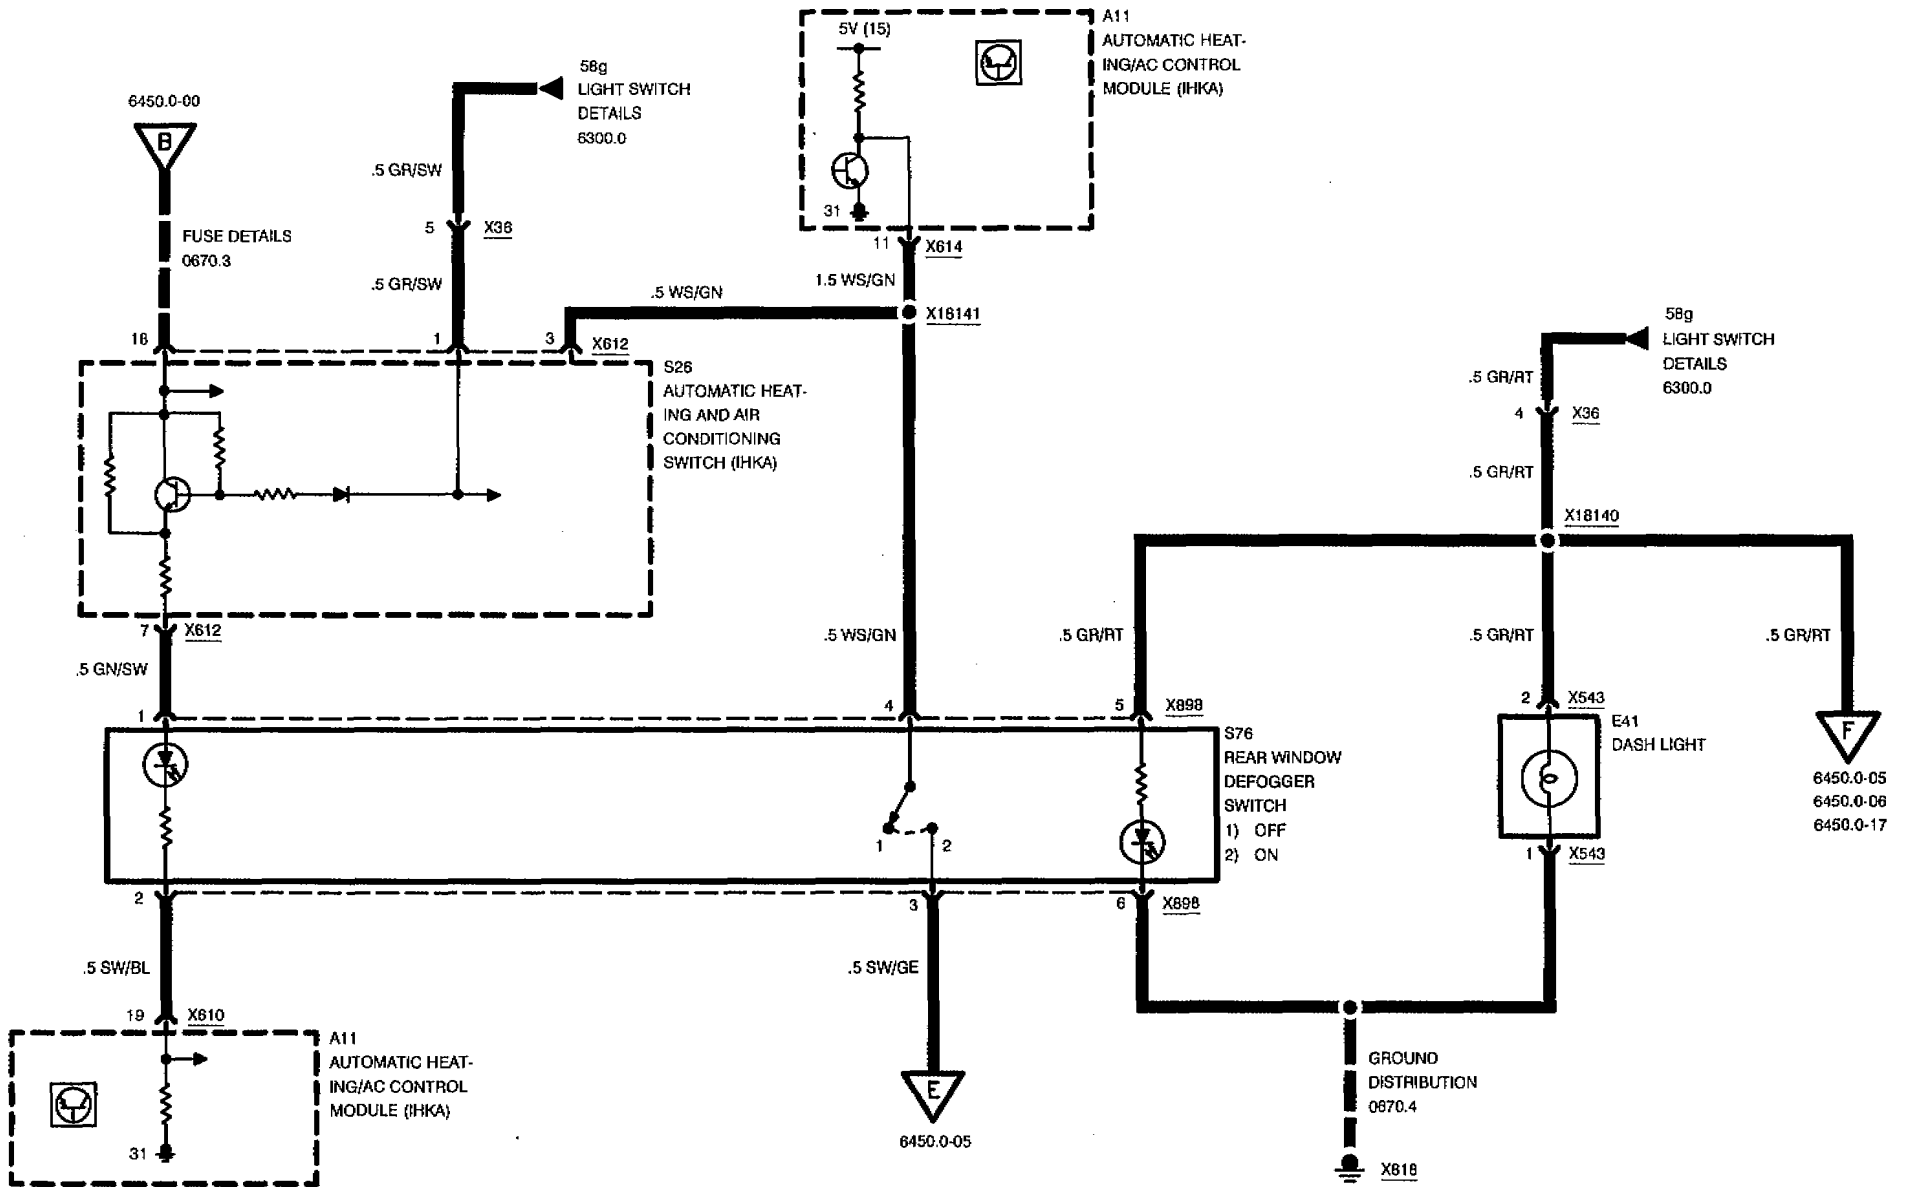 5V (15)
A11
AUTOMATIC HEAT-
ING/AC CONTROL
MODULE (IHKA)
31
11 X614
1.5 WS/GN
.5 WS/GN
X18141
58g
LIGHT SWITCH
DETAILS
6300.0
6450.0-00
B
.5 GR/SW
5 X36
FUSE DETAILS
0670.3
.5 GR/SW
18
1
3
X612
S26
AUTOMATIC HEAT-
ING AND AIR
CONDITIONING
SWITCH (IHKA)
58g
LIGHT SWITCH
DETAILS
6300.0
.5 GR/RT
4 X36
.5 GR/RT
X18140
7 X612
.5 GN/SW
.5 WS/GN
.5 GR/RT
.5 GR/RT
.5 GR/RT
1
4
5
X898
2 X543
S76
REAR WINDOW
DEFOGGER
SWITCH
1) OFF
2) ON
1
2
E41
DASH LIGHT
F
6450.0-05
6450.0-06
6450.0-17
1 X543
2
3
6
X898
.5 SW/BL
.5 SW/GE
19 X610
A11
AUTOMATIC HEAT-
ING/AC CONTROL
MODULE (IHKA)
31
E
6450.0-05
GROUND
DISTRIBUTION
0670.4
X818